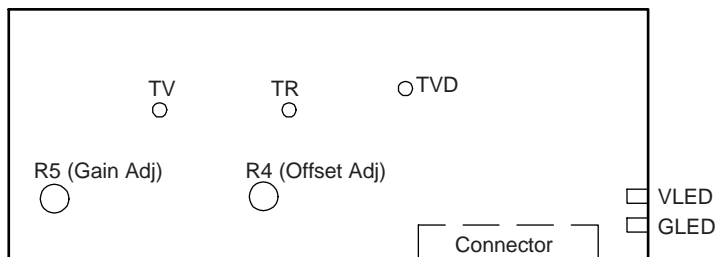 TV
TR
TVD
R5 (Gain Adj)
R4 (Offset Adj)
VLED
GLED
Connector